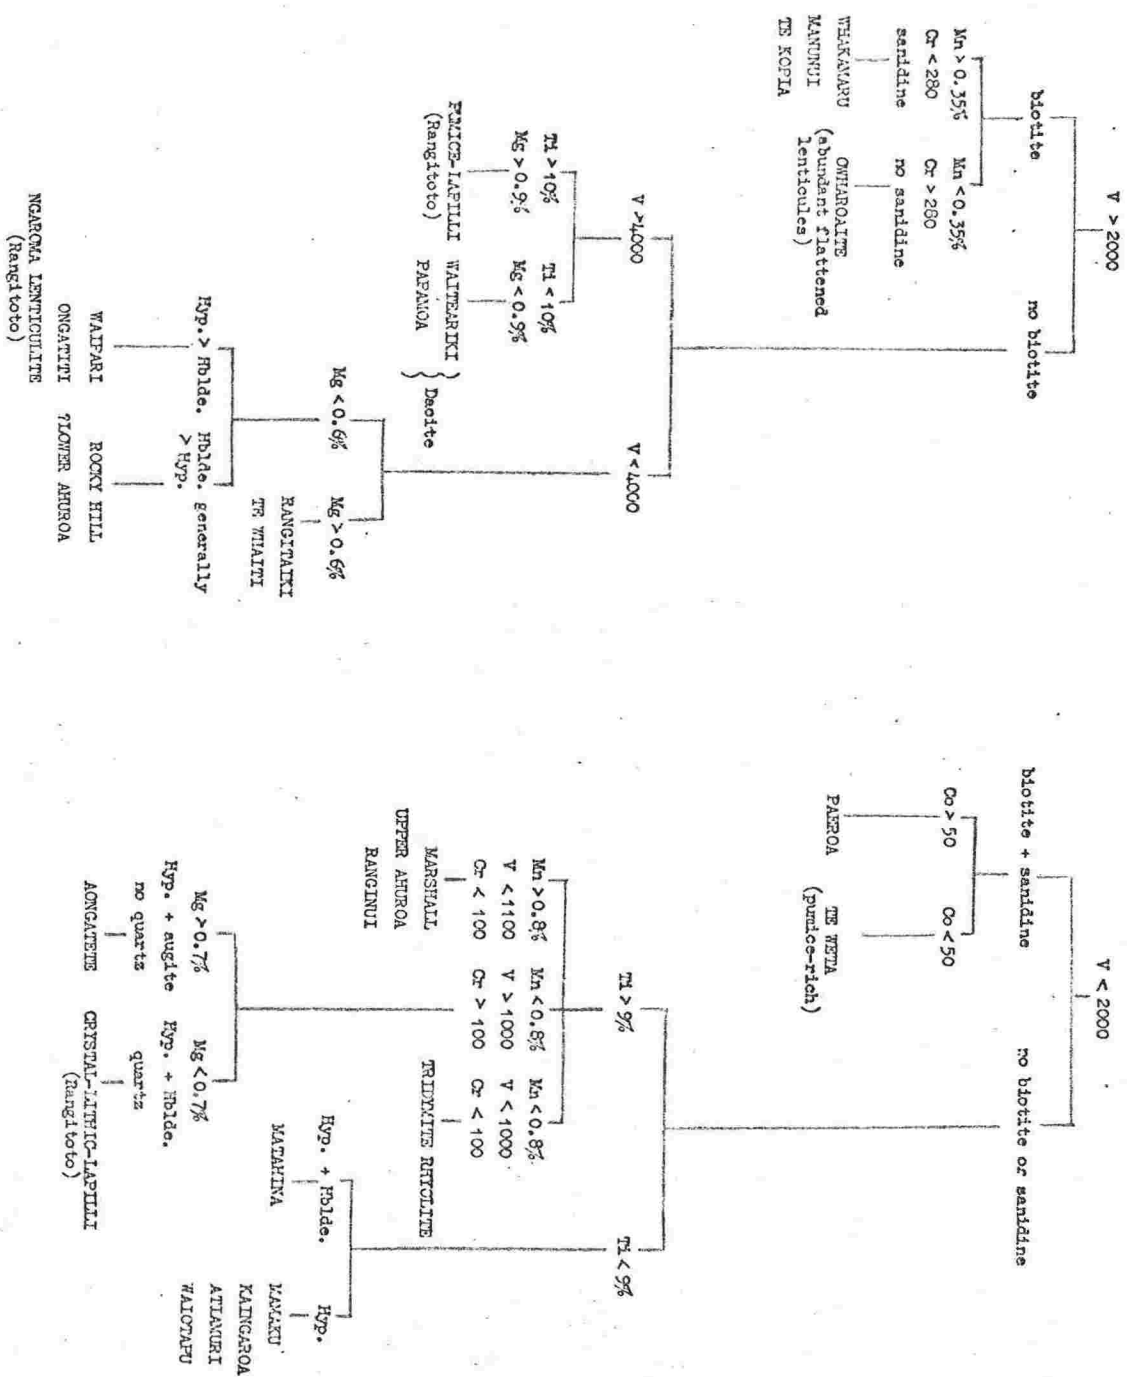 V > 2000
biotite
no biotite
Mn > 0.35%
Cr < 280
sanidine
WHAKAMARU
MANUNUI
TE KOPIA
Mn < 0.35%
Cr > 280
no sanidine
OWHAROAITE
(abundant flattened
lenticules)
V >4000
V < 4000
Ti > 10%
Mg > 0.9%
PUMICE-LAPILLI
(Rangitoto)
Ti < 10%
Mg < 0.9%
WAITEARIKI }
PAPAMOA }
Dacite
Mg < 0.6%
Mg > 0.6%
RANGITAIKI
TE WHAITI
Hyp. > Hblde.
WAIPARI
ONGATITI
NGAROMA LENTICULITE
(Rangitoto)
Hblde. generally
> Hyp.
ROCKY HILL
?LOWER AHUROA
V < 2000
biotite + sanidine
no biotite or sanidine
Co > 50
PAEROA
Co < 50
TE WETA
(pumice-rich)
Ti > 9%
Ti < 9%
Mn > 0.8%
V < 1100
Cr < 100
MARSHALL
UPPER AHUROA
RANGINUI
Mn < 0.8%
V > 1000
Cr > 100
Mn < 0.8%
V < 1000
Cr < 100
TRIDYMITE RHYOLITE
Mg > 0.7%
Hyp. + augite
no quartz
AONGATETE
Mg < 0.7%
Hyp. + Hblde.
quartz
CRYSTAL-LITHIC-LAPILLI
(Rangitoto)
Hyp. + Hblde.
MATAHINA
Hyp.
MAMAKU
KAINGAROA
ATIAMURI
WAIOTAPU